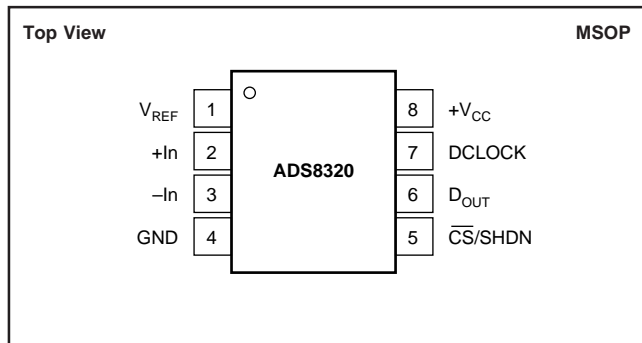 Top View MSOP
V_REF 1 8 +V_CC
+In 2 7 DCLOCK
ADS8320
–In 3 6 D_OUT
GND 4 5 C̅S̅/SHDN